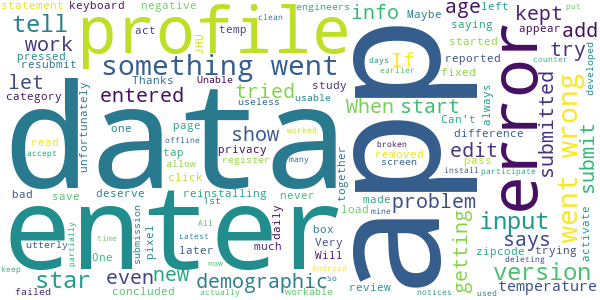 statement keyboard negative
tell UHU act temp
work pressed
resubmit
profile
info age left
Maybe saying
engineers clean put
appear
kept add
started
reported
fixed
try
days earlier
counter
developed
let Thanks Unable
category
something went
entered tried
If
When start
study
useless usable
many
always
Can't
difference
error
went wrong
submitted
unfortunately
one page show
read
accept
offline worked
tap privacy
allow register
click
reinstalling
together
removed
screen
broken
edit
pass
install participate
submit
data
app
bad save
deserve never
1st
load made
mine
problem
input
activate
utterly
partially
One time
submission
pixel
All
Latest
now
later
much
daily
box
Very
Will
so
getting
says
zipcode trying
deleting
enter
keep
star
failed
even new
concluded
actually
demographic
Android
workable
review
notices
version
temperature
used